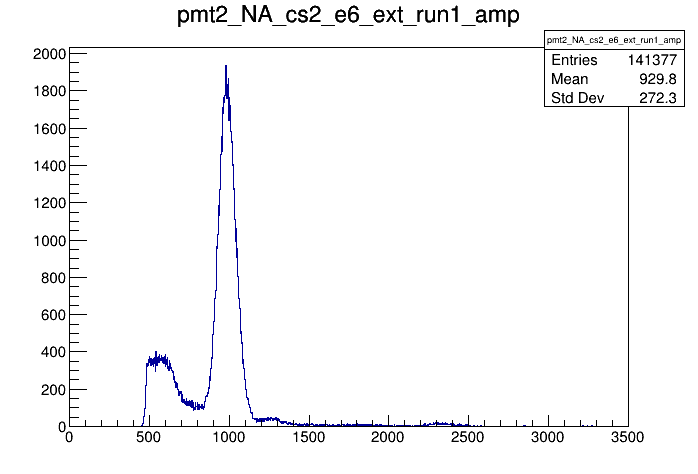 pmt2_NA_cs2_e6_ext_run1_amp
pmt2_NA_cs2_e6_ext_run1_amp
Entries 141377
Mean 929.8
Std Dev 272.3
2000
1800
1600
1400
1200
1000
800
600
400
200
0
0 500 1000 1500 2000 2500 3000 3500